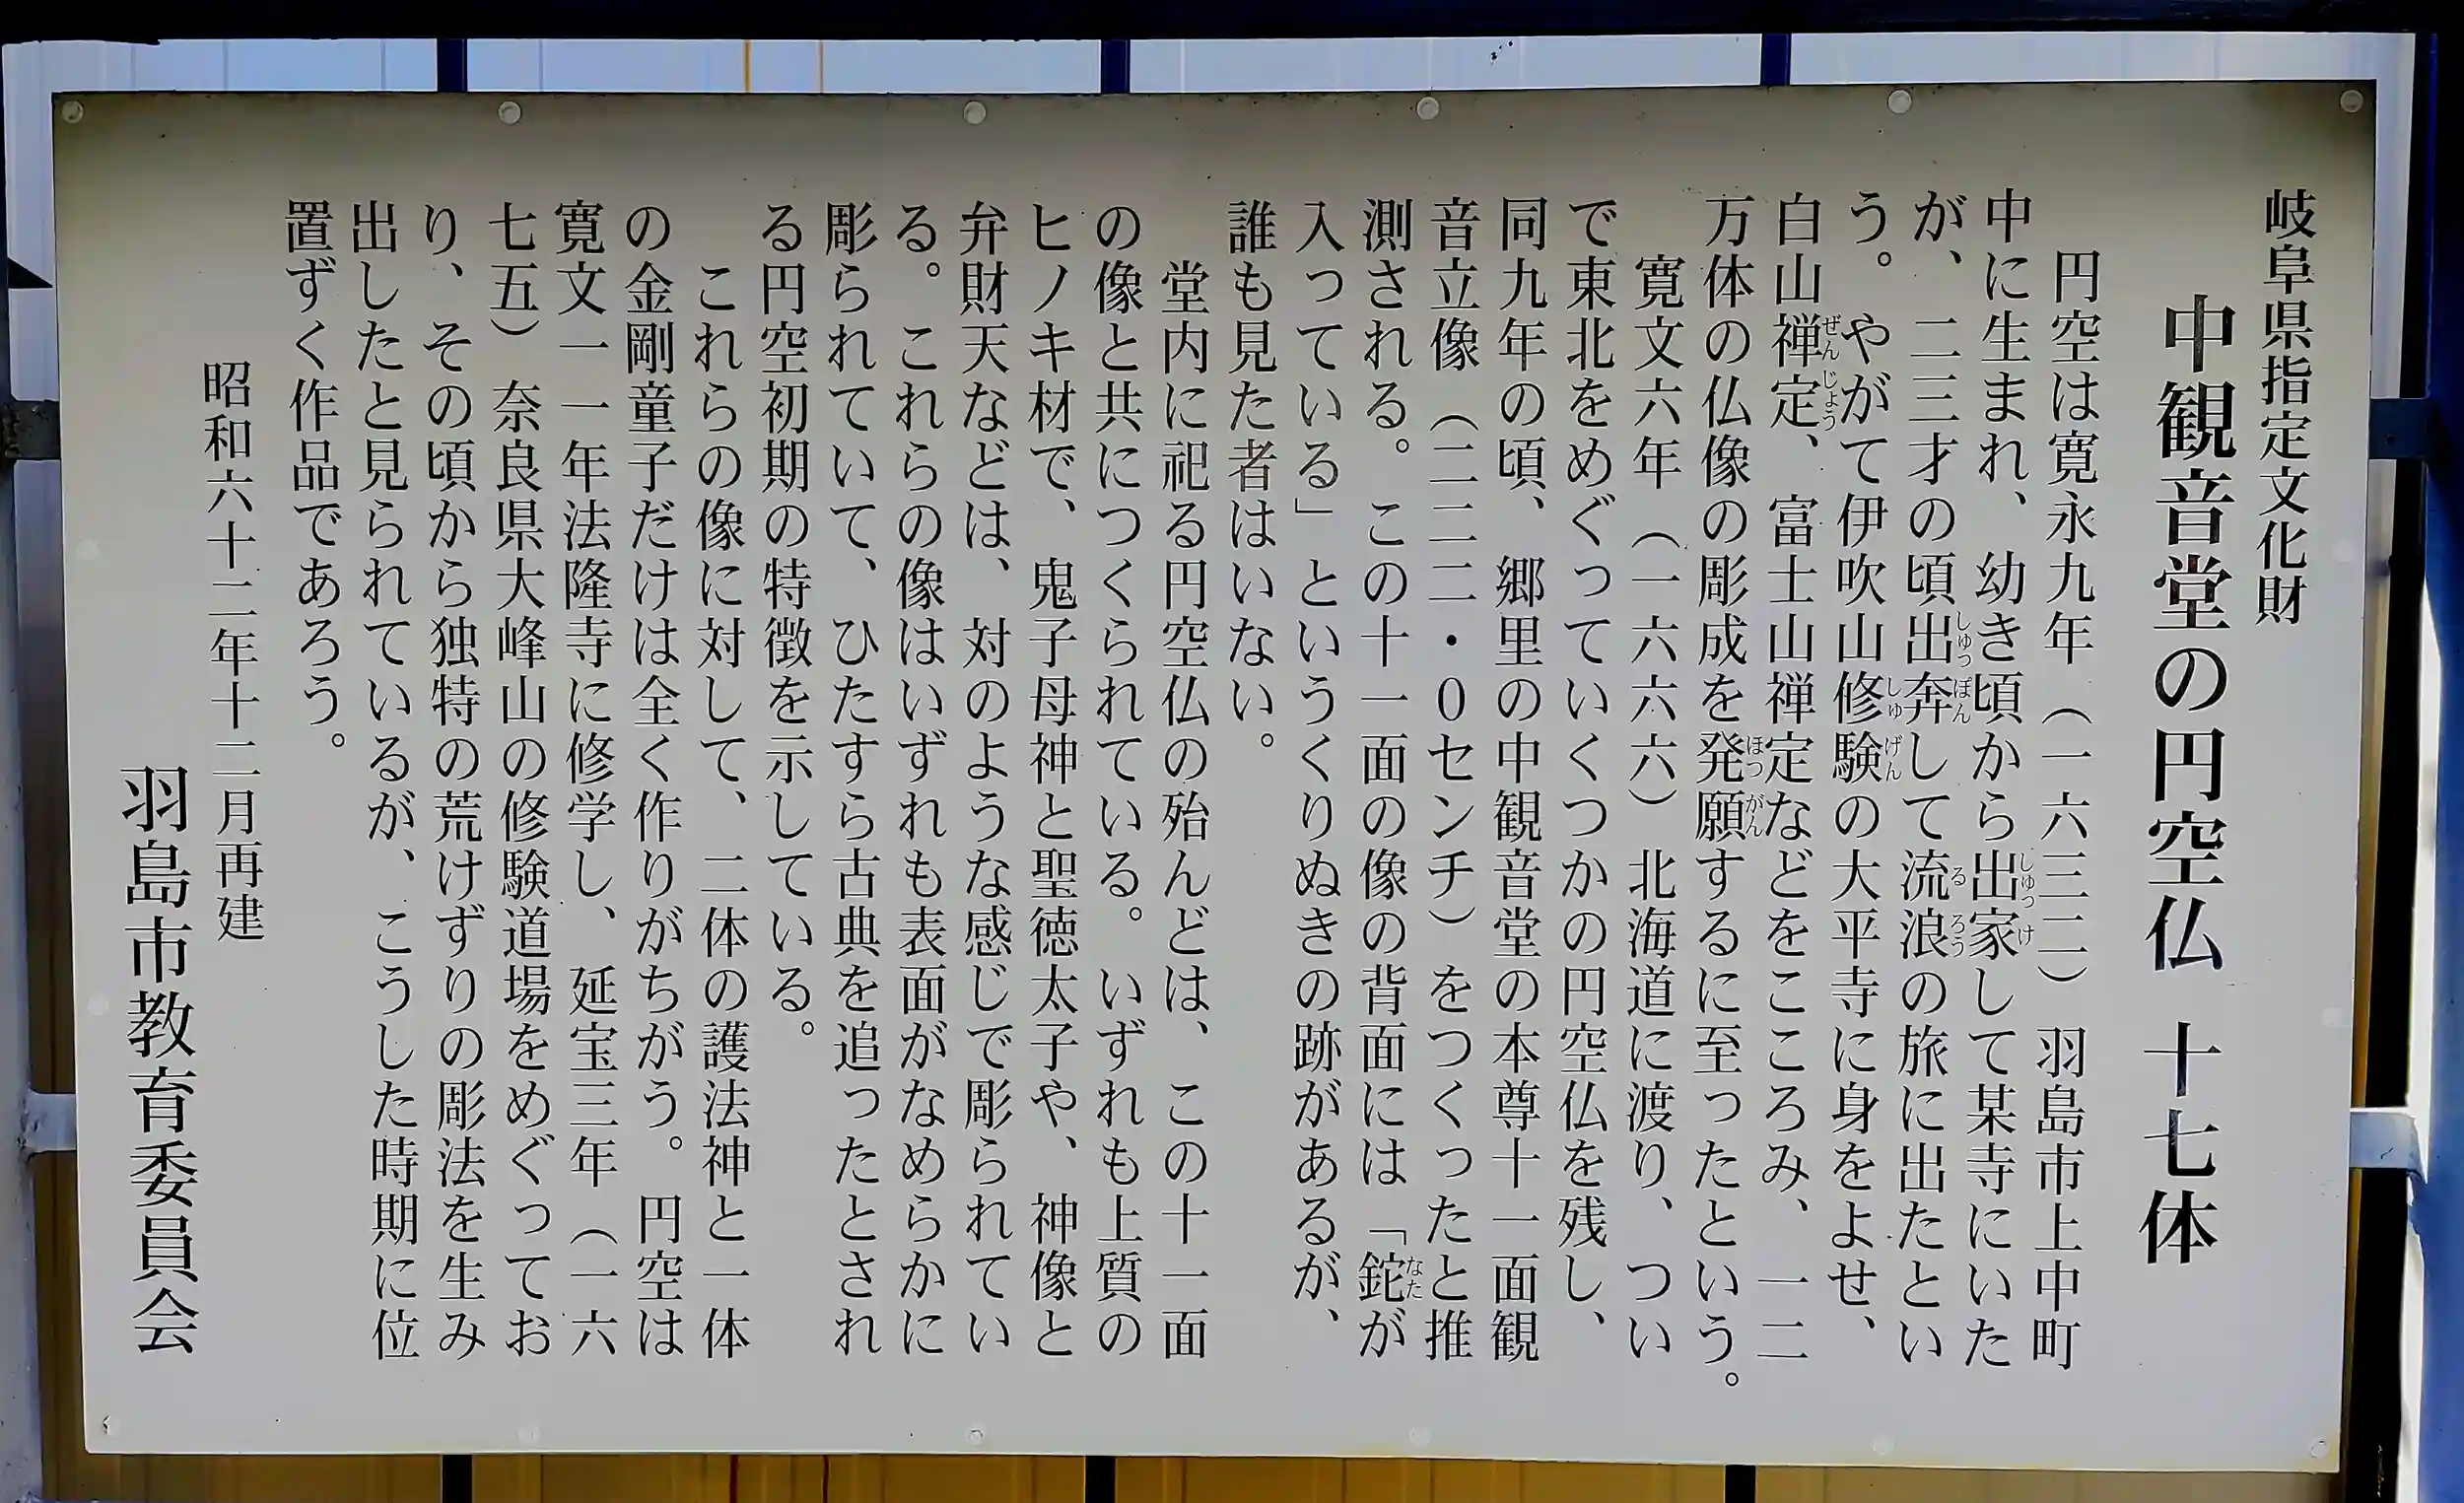 岐阜県指定文化財
中観音堂の円空仏 十七体
円空は寛永九年（一六三二）羽島市上中町
中に生まれ、幼き頃から出家して某寺にいた
が、二三才の頃出奔して流浪の旅に出たとい
う。やがて伊吹山修験の大平寺に身をよせ、
白山禅定、富士山禅定などをこころみ、一二
万体の仏像の彫成を発願するに至ったという。
寛文六年（一六六六）北海道に渡り、つい
で東北をめぐっていくつかの円空仏を残し、
同九年の頃、郷里の中観音堂の本尊十一面観
音立像（二二二・０センチ）をつくったと推
測される。この十一面の像の背面には「鉈が
入っている」というくりぬきの跡があるが、
誰も見た者はいない。
堂内に祀る円空仏の殆んどは、この十一面
の像と共につくられている。いずれも上質の
ヒノキ材で、鬼子母神と聖徳太子や、神像と
弁財天などは、対のような感じで彫られてい
る。これらの像はいずれも表面がなめらかに
彫られていて、ひたすら古典を追ったとされ
る円空初期の特徴を示している。
これらの像に対して、二体の護法神と一体
の金剛童子だけは全く作りがちがう。円空は
寛文一一年法隆寺に修学し、延宝三年（一六
七五）奈良県大峰山の修験道場をめぐってお
り、その頃から独特の荒けずりの彫法を生み
出したと見られているが、こうした時期に位
置ずく作品であろう。
昭和六十二年十二月再建
羽島市教育委員会